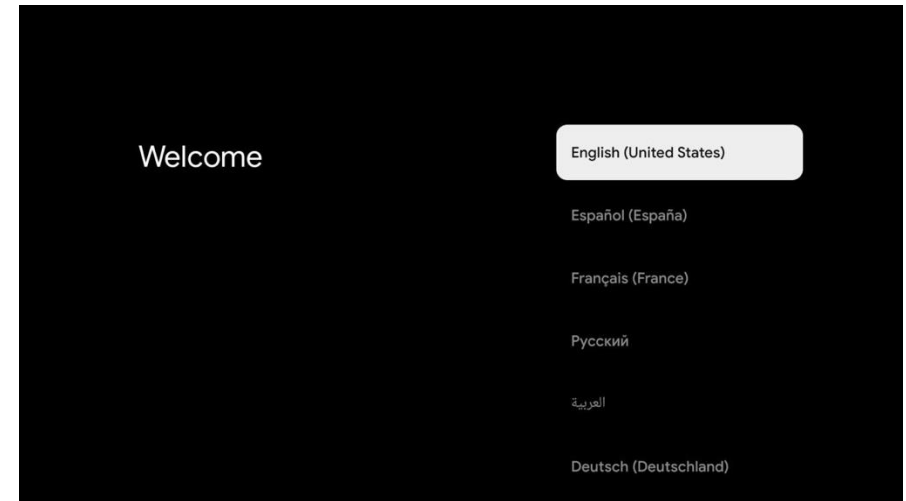 Welcome
English (United States)
Español (España)
Français (France)
Русский
العربية
Deutsch (Deutschland)